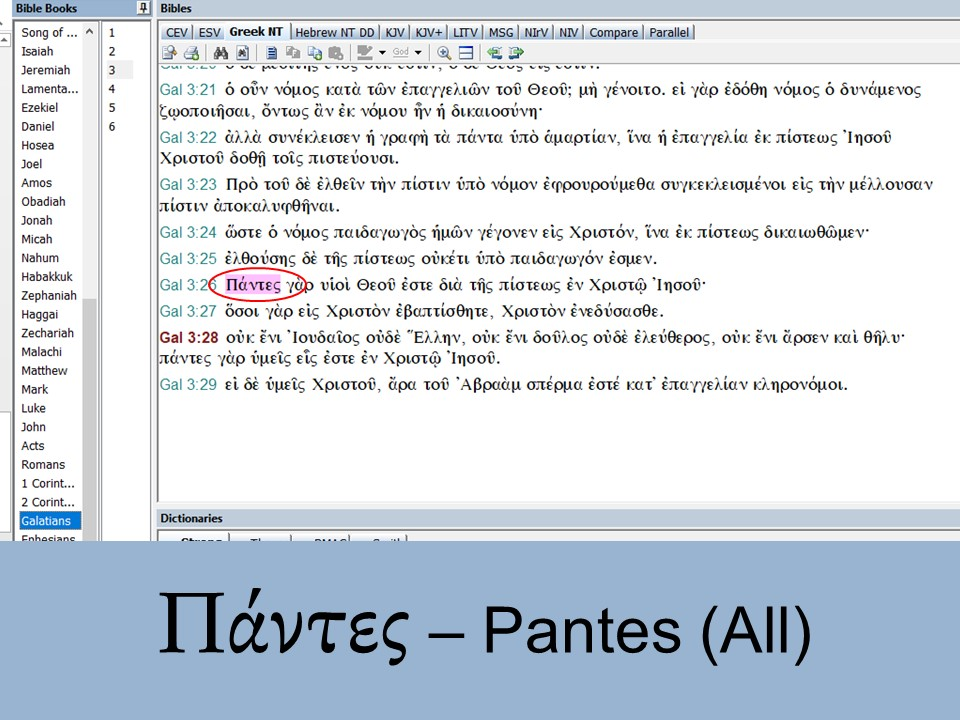 Bible Books
Song of ...
Isaiah
Jeremiah
Lamenta...
Ezekiel
Daniel
Hosea
Joel
Amos
Obadiah
Jonah
Micah
Nahum
Habakkuk
Zephaniah
Haggai
Zechariah
Malachi
Matthew
Mark
Luke
John
Acts
Romans
1 Corint...
2 Corint...
Galatians
Ephesians
1
2
3
4
5
6
Bibles
CEV ESV Greek NT Hebrew NT DD KJV KJV+ LITV MSG NIrV NIV Compare Parallel
God
Gal 3:21 ὁ οὖν νόμος κατὰ τῶν ἐπαγγελιῶν τοῦ Θεοῦ; μὴ γένοιτο. εἰ γὰρ ἐδόθη νόμος ὁ δυνάμενος
ζῳοποιῆσαι, ὄντως ἂν ἐκ νόμου ἦν ἡ δικαιοσύνη·
Gal 3:22 ἀλλὰ συνέκλεισεν ἡ γραφὴ τὰ πάντα ὑπὸ ἁμαρτίαν, ἵνα ἡ ἐπαγγελία ἐκ πίστεως Ἰησοῦ
Χριστοῦ δοθῇ τοῖς πιστεύουσι.
Gal 3:23 Πρὸ τοῦ δὲ ἐλθεῖν τὴν πίστιν ὑπὸ νόμον ἐφρουρούμεθα συγκεκλεισμένοι εἰς τὴν μέλλουσαν
πίστιν ἀποκαλυφθῆναι.
Gal 3:24 ὥστε ὁ νόμος παιδαγωγὸς ἡμῶν γέγονεν εἰς Χριστόν, ἵνα ἐκ πίστεως δικαιωθῶμεν·
Gal 3:25 ἐλθούσης δὲ τῆς πίστεως οὐκέτι ὑπὸ παιδαγωγόν ἐσμεν.
Gal 3:26 Πάντες γὰρ υἱοὶ Θεοῦ ἐστε διὰ τῆς πίστεως ἐν Χριστῷ Ἰησοῦ·
Gal 3:27 ὅσοι γὰρ εἰς Χριστὸν ἐβαπτίσθητε, Χριστὸν ἐνεδύσασθε.
Gal 3:28 οὐκ ἔνι Ἰουδαῖος οὐδὲ Ἕλλην, οὐκ ἔνι δοῦλος οὐδὲ ἐλεύθερος, οὐκ ἔνι ἄρσεν καὶ θῆλυ·
πάντες γὰρ ὑμεῖς εἷς ἐστε ἐν Χριστῷ Ἰησοῦ.
Gal 3:29 εἰ δὲ ὑμεῖς Χριστοῦ, ἄρα τοῦ Ἀβραὰμ σπέρμα ἐστέ κατ' ἐπαγγελίαν κληρονόμοι.
Dictionaries
Πάντες – Pantes (All)